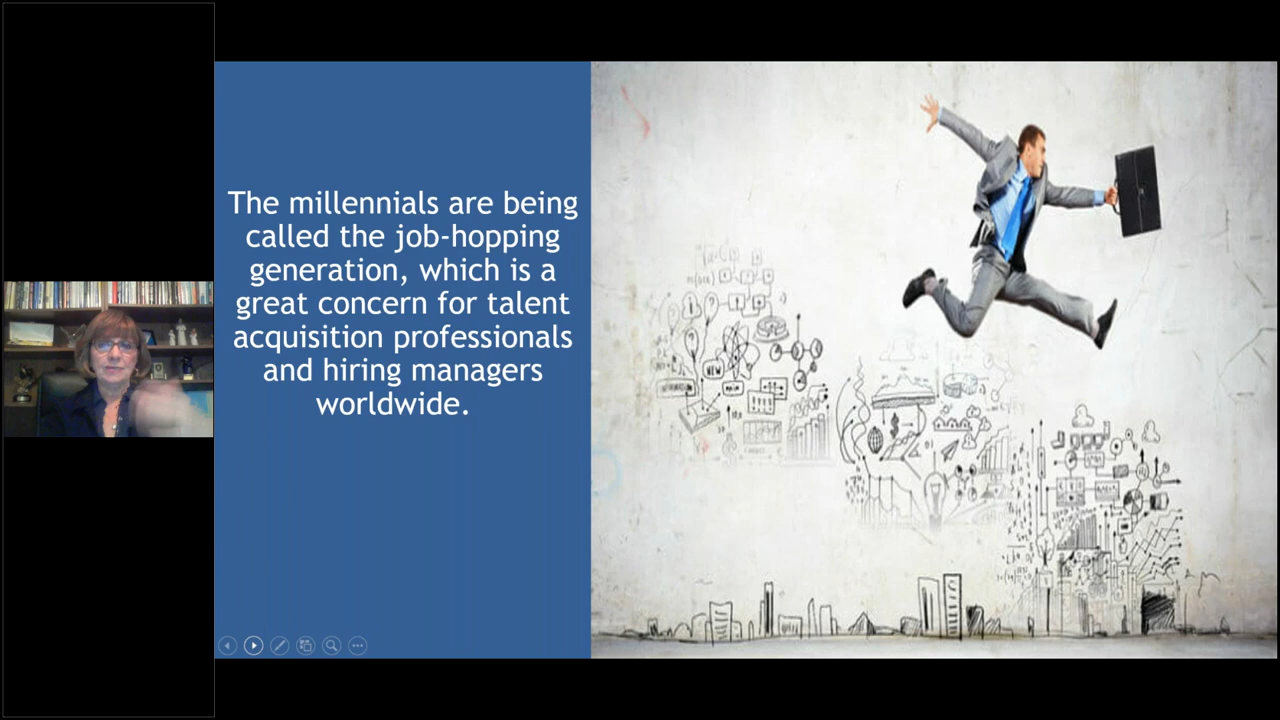 The millennials are being
called the job-hopping
generation, which is a
great concern for talent
acquisition professionals
and hiring managers
worldwide.
NEW